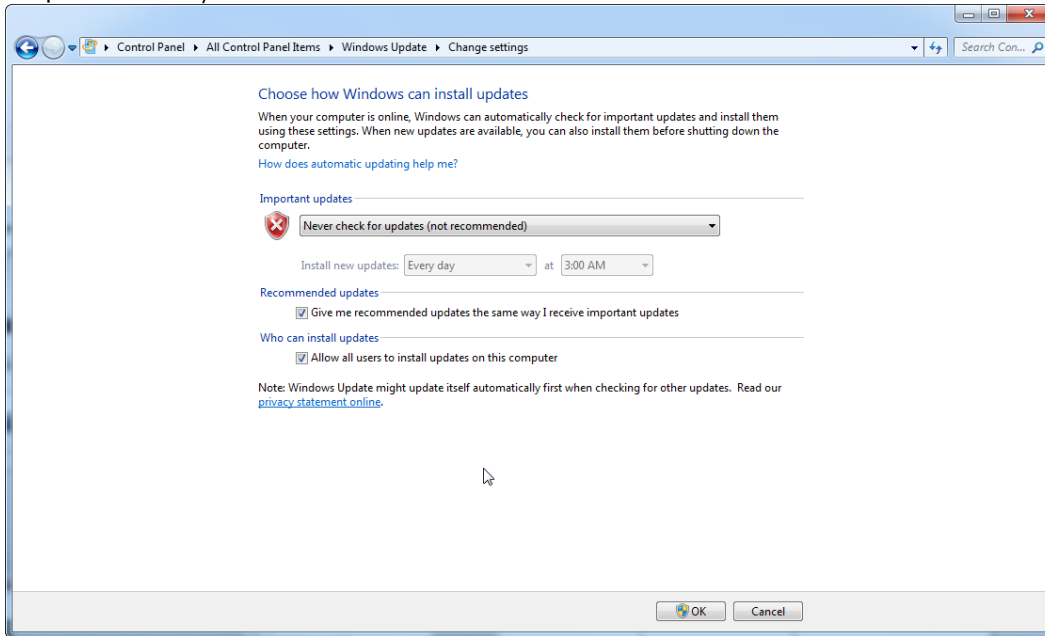 Control Panel ▸ All Control Panel Items ▸ Windows Update ▸ Change settings
Search Con...
Choose how Windows can install updates
When your computer is online, Windows can automatically check for important updates and install them
using these settings. When new updates are available, you can also install them before shutting down the
computer.
How does automatic updating help me?
Important updates
Never check for updates (not recommended)
Install new updates: Every day at 3:00 AM
Recommended updates
Give me recommended updates the same way I receive important updates
Who can install updates
Allow all users to install updates on this computer
Note: Windows Update might update itself automatically first when checking for other updates. Read our
privacy statement online.
OK Cancel